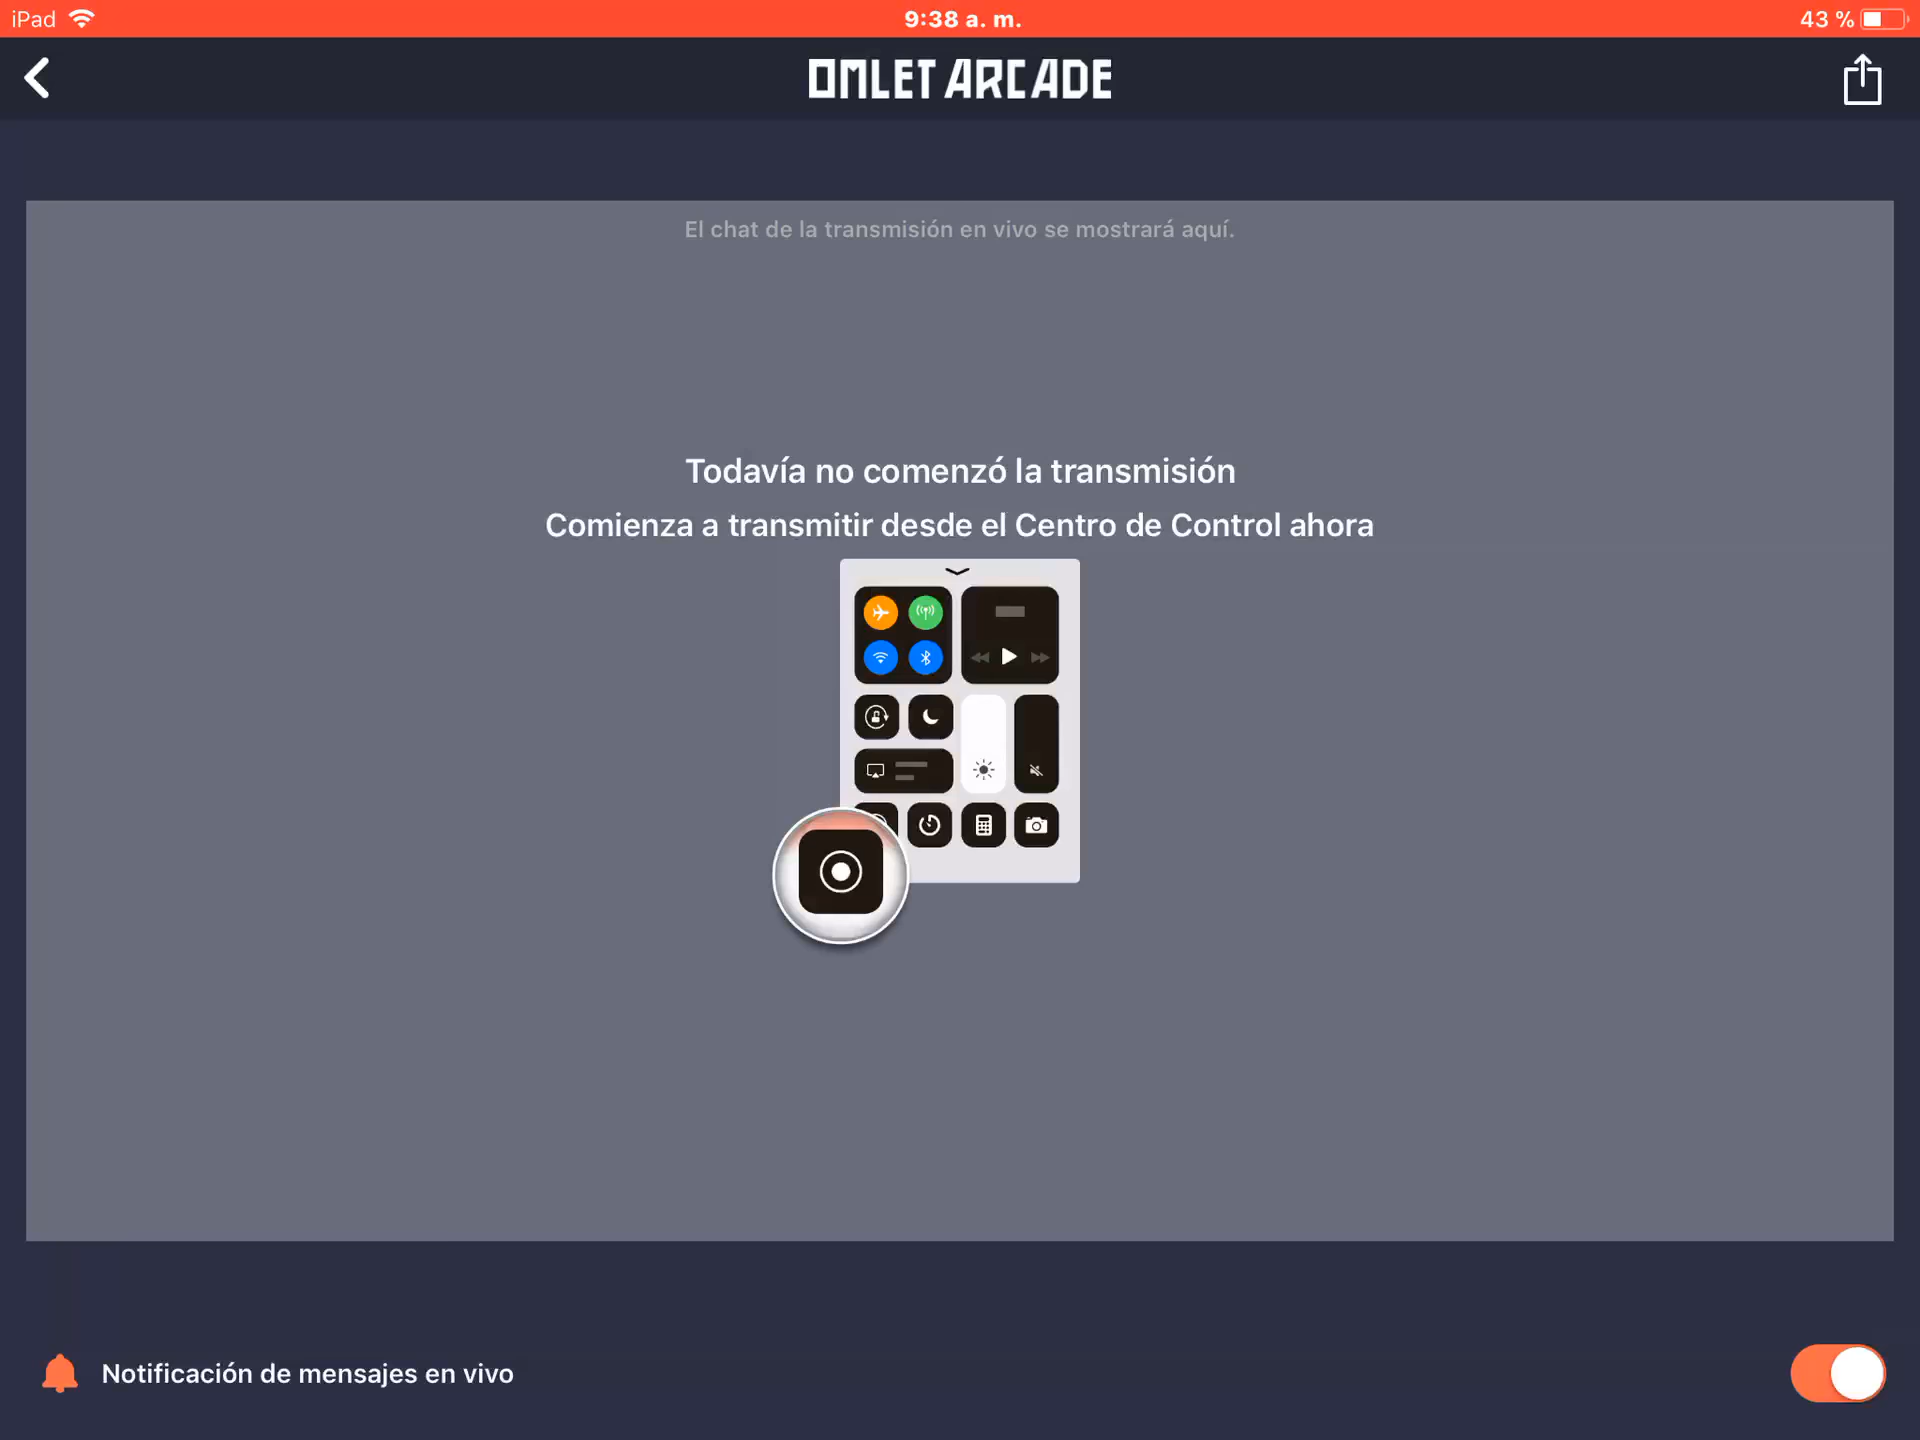 iPad 9:38 a. m. 43 %
OMLET ARCADE
El chat de la transmisión en vivo se mostrará aquí.
Todavía no comenzó la transmisión
Comienza a transmitir desde el Centro de Control ahora
Notificación de mensajes en vivo